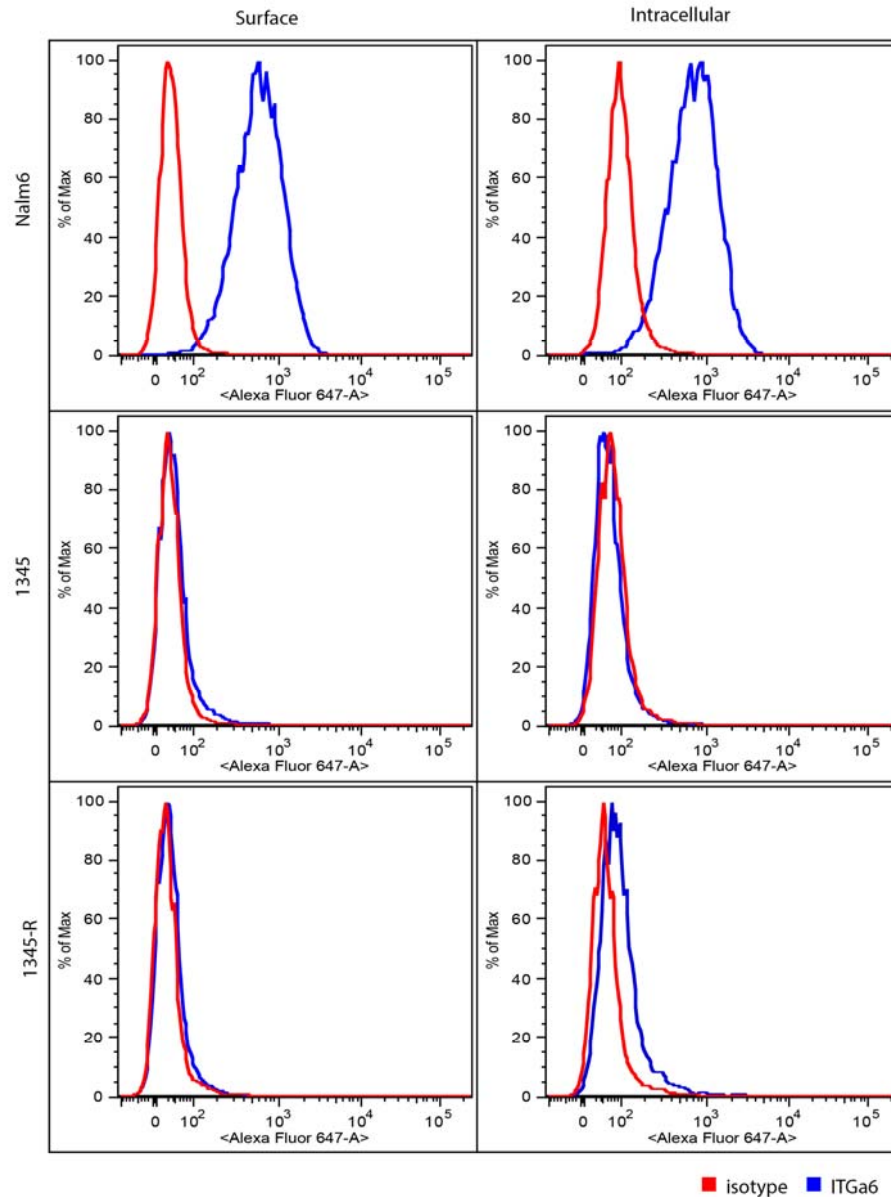 Surface Intracellular
Nalm6
100
80
60
40
20
0
% of Max
0 10² 10³ 10⁴ 10⁵
<Alexa Fluor 647-A>
100
80
60
40
20
0
% of Max
0 10² 10³ 10⁴ 10⁵
<Alexa Fluor 647-A>
1345
100
80
60
40
20
0
% of Max
0 10² 10³ 10⁴ 10⁵
<Alexa Fluor 647-A>
100
80
60
40
20
0
% of Max
0 10² 10³ 10⁴ 10⁵
<Alexa Fluor 647-A>
1345-R
100
80
60
40
20
0
% of Max
0 10² 10³ 10⁴ 10⁵
<Alexa Fluor 647-A>
100
80
60
40
20
0
% of Max
0 10² 10³ 10⁴ 10⁵
<Alexa Fluor 647-A>
isotype ITGa6